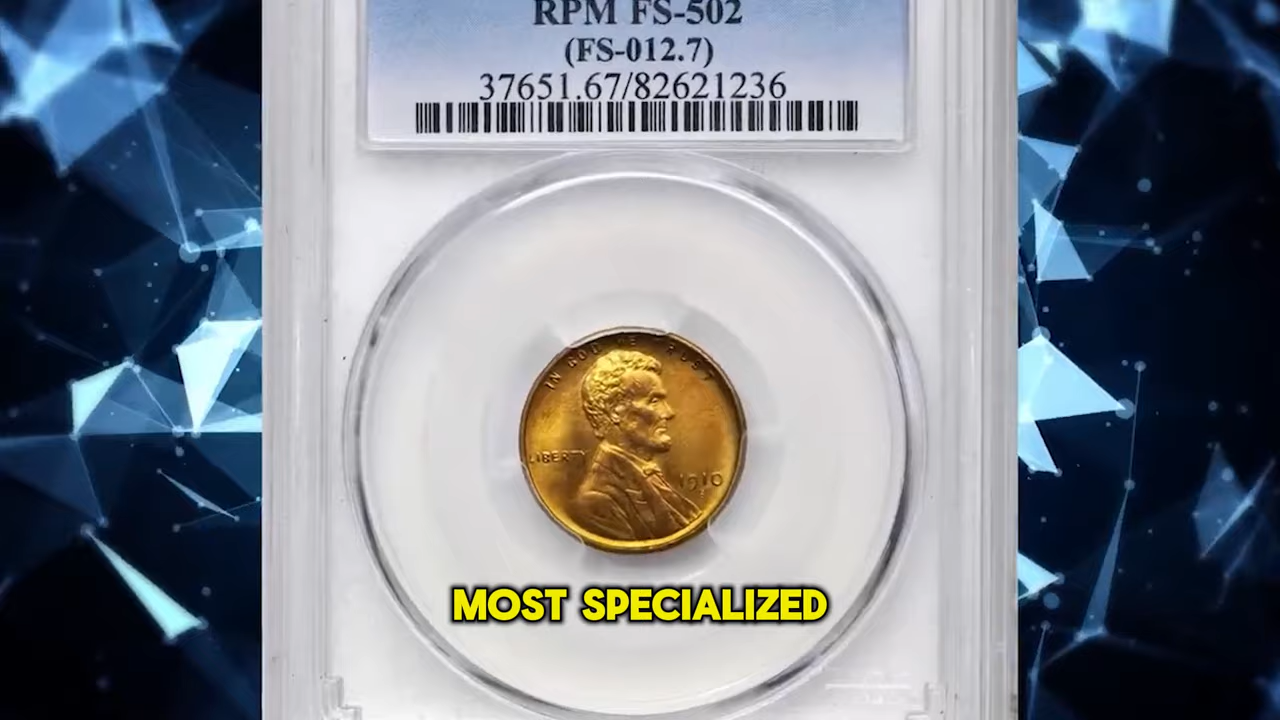 RPM FS-502
(FS-012.7)
37651.67/82621236
IN GOD WE TRUST
LIBERTY
1910
S
MOST SPECIALIZED